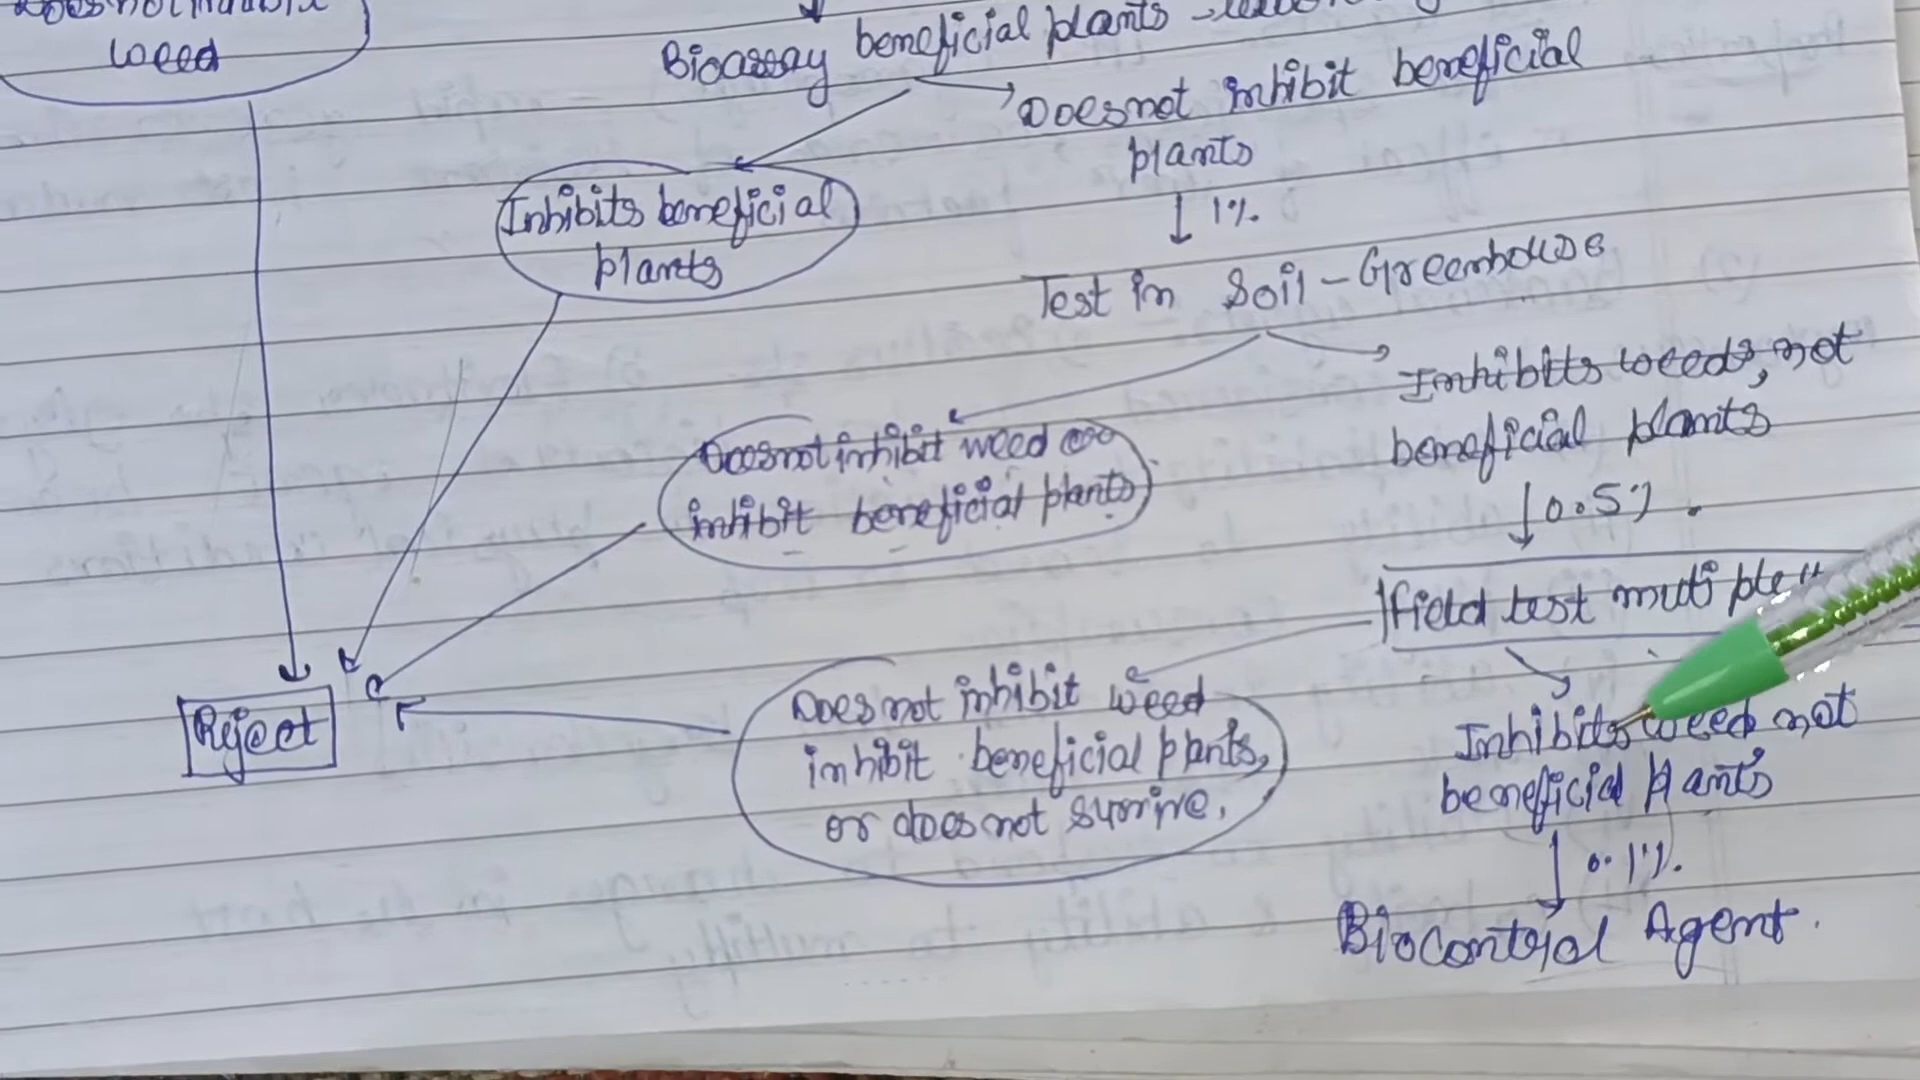 weed
Bioassay beneficial plants
Does not inhibit beneficial
plants
Inhibits beneficial
plants
1%.
Test in Soil - Greenhouse
Inhibits weeds, not
beneficial plants
Does not inhibit weed or
inhibit beneficial plants
0.5%.
Field test
Does not inhibit weed
inhibit beneficial plants,
or does not survive.
Inhibits weed not
beneficial plants
Reject
0.1%.
Biocontrol Agent.